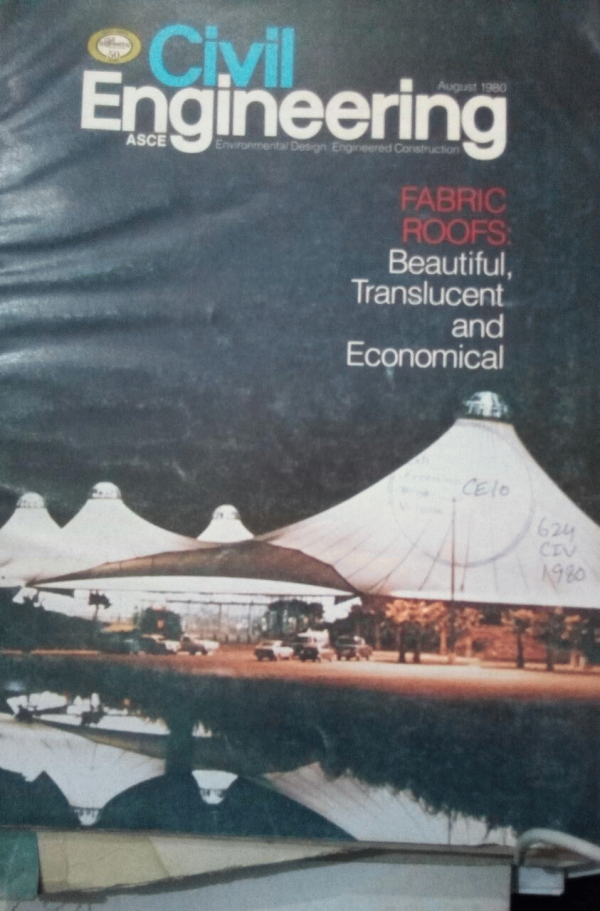 50
Civil
Engineering
August 1980
ASCE
Environmental Design. Engineered Construction
FABRIC
ROOFS:
Beautiful,
Translucent
and
Economical
CE10
624
CIV
1980